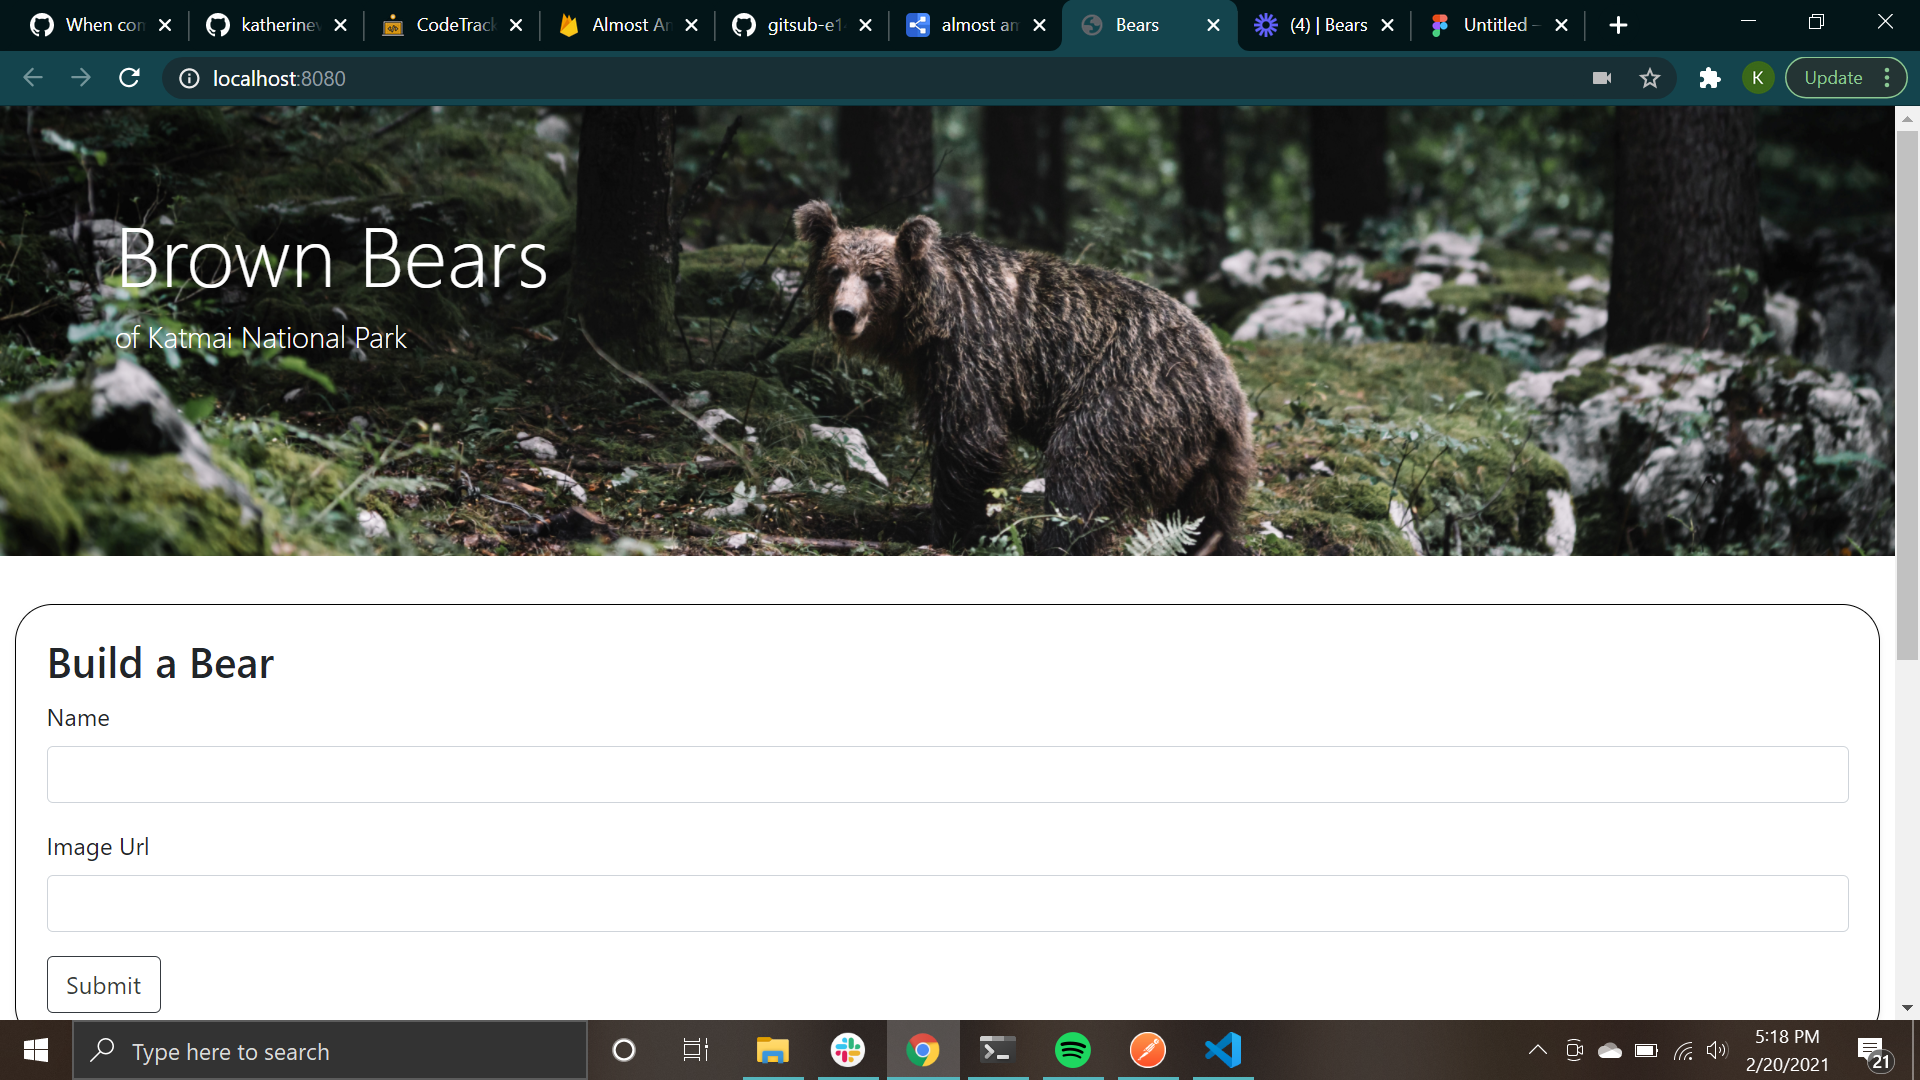 When con
katherinev
CodeTrack
Almost An
gitsub-e1
almost am
Bears
(4) | Bears
Untitled –
localhost:8080
K
Update
Brown Bears
of Katmai National Park
Build a Bear
Name
Image Url
Submit
Type here to search
5:18 PM
2/20/2021
21